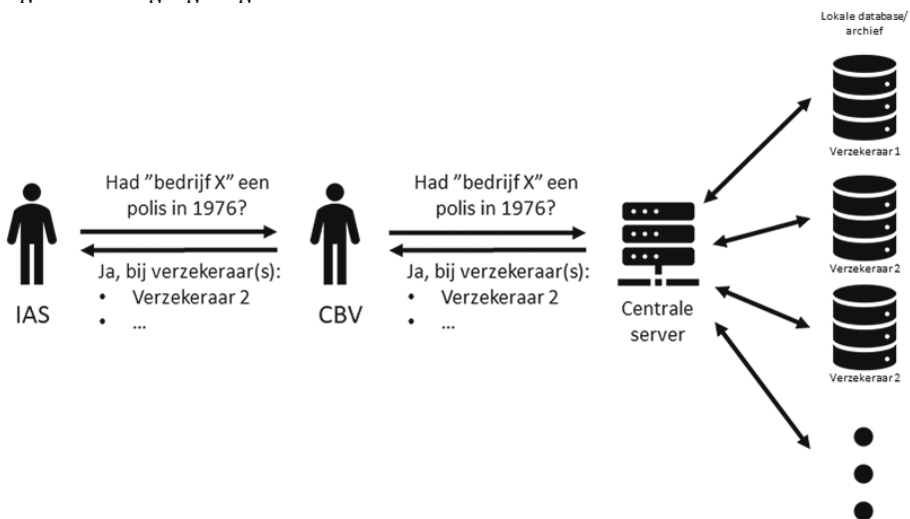 Lokale database/
archief
Verzekeraar 1
Verzekeraar 2
Verzekeraar 2
Had "bedrijf X" een
polis in 1976?
Ja, bij verzekeraar(s):
• Verzekeraar 2
• ...
IAS
Had "bedrijf X" een
polis in 1976?
Ja, bij verzekeraar(s):
• Verzekeraar 2
• ...
CBV
Centrale
server